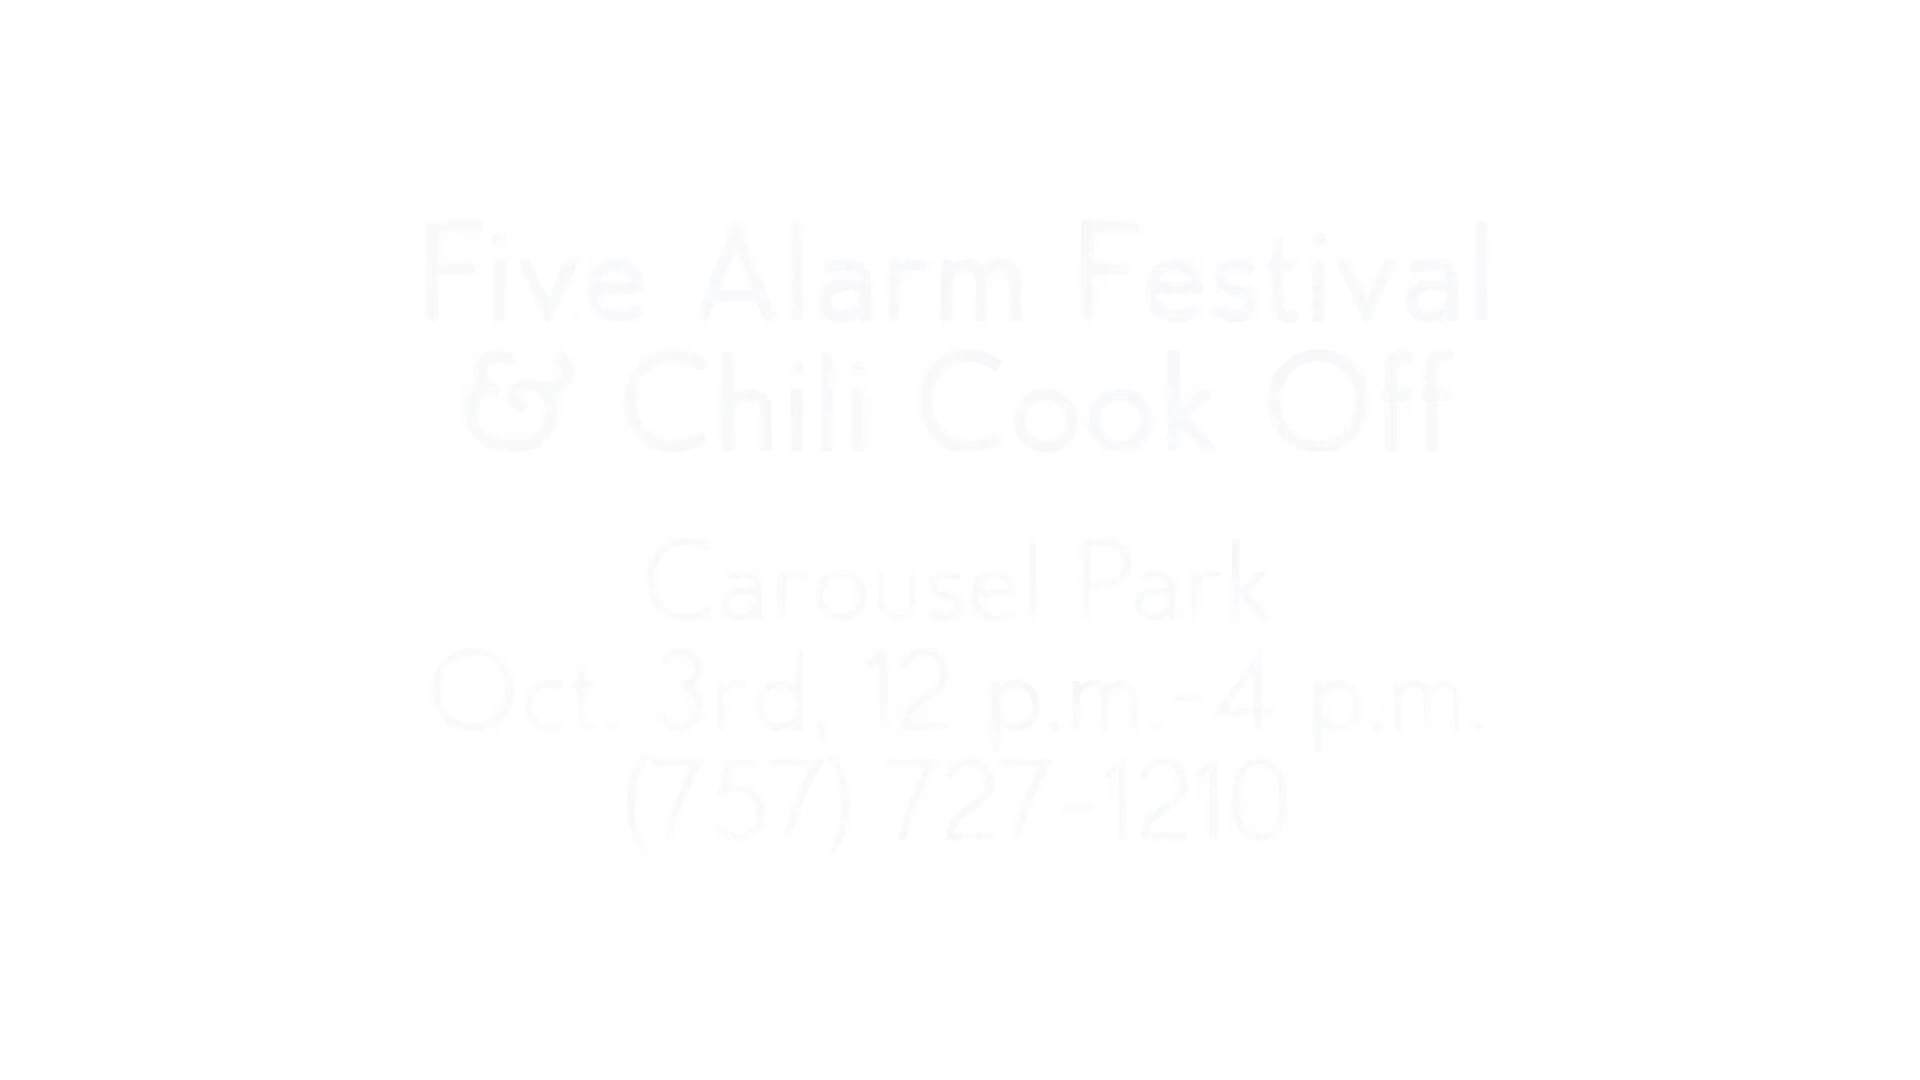 Five Alarm Festival
& Chili Cook Off
Carousel Park
Oct. 3rd, 12 p.m.-4 p.m.
(757) 727-1210